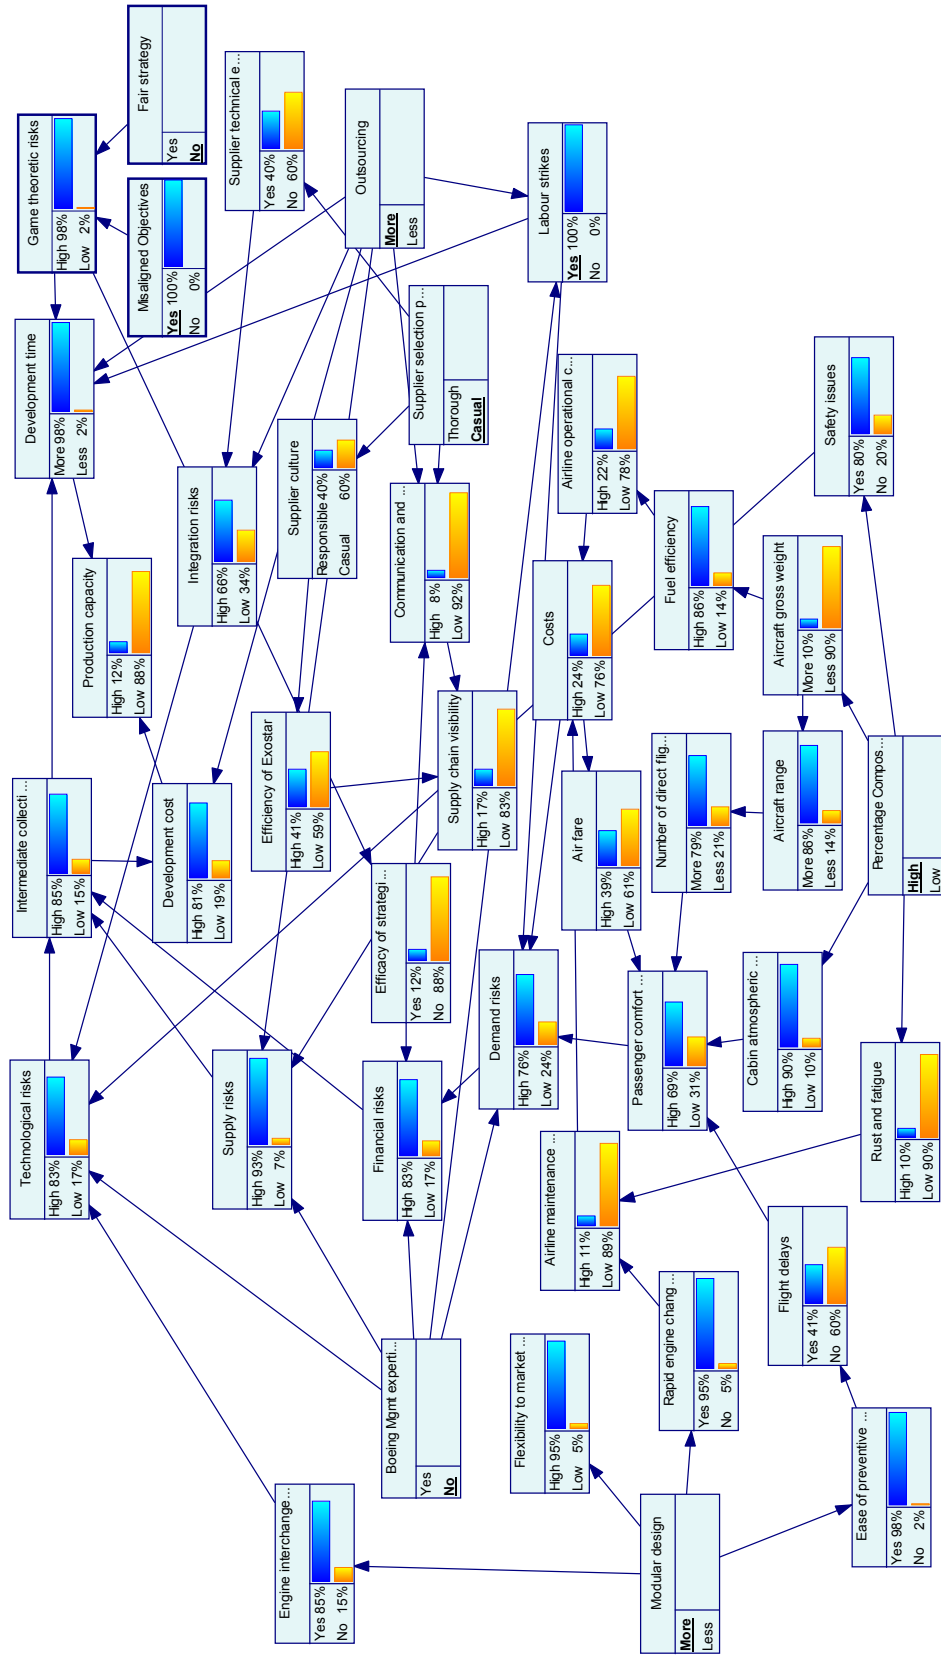 Technological risks
High 83%
Low 17%
Intermediate collecti...
High 85%
Low 15%
Development time
More 98%
Less 2%
Game theoretic risks
High 98%
Low 2%
Production capacity
High 12%
Low 88%
Misaligned Objectives
Yes 100%
No 0%
Fair strategy
Yes
No
Development cost
High 81%
Low 19%
Integration risks
High 66%
Low 34%
Supply risks
High 93%
Low 7%
Supplier technical e...
Yes 40%
No 60%
Engine interchange...
Yes 85%
No 15%
Efficiency of Exostar
High 41%
Low 59%
Supplier culture
Responsible 40%
Casual 60%
Outsourcing
More
Less
Boeing Mgmt experti...
Yes
No
Financial risks
High 83%
Low 17%
Efficacy of strategi...
Yes 12%
No 88%
Communication and ...
High 8%
Low 92%
Supplier selection p...
Thorough
Casual
Supply chain visibility
High 17%
Low 83%
Demand risks
High 76%
Low 24%
Flexibility to market ...
High 95%
Low 5%
Costs
High 24%
Low 76%
Labour strikes
Yes 100%
No 0%
Airline maintenance ...
High 11%
Low 89%
Air fare
High 39%
Low 61%
Airline operational c...
High 22%
Low 78%
Modular design
More
Less
Rapid engine chang ...
Yes 95%
No 5%
Passenger comfort ...
High 69%
Low 31%
Number of direct flig...
More 79%
Less 21%
Fuel efficiency
High 86%
Low 14%
Flight delays
Yes 41%
No 60%
Cabin atmospheric ...
High 90%
Low 10%
Aircraft range
More 86%
Less 14%
Aircraft gross weight
More 10%
Less 90%
Safety issues
Yes 80%
No 20%
Ease of preventive ...
Yes 98%
No 2%
Rust and fatigue
High 10%
Low 90%
Percentage Compos...
High
Low